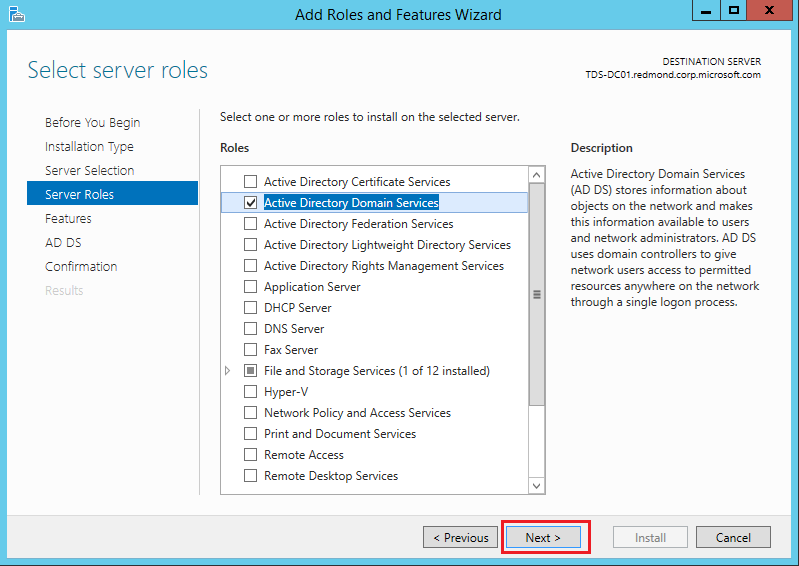 Add Roles and Features Wizard
Select server roles
DESTINATION SERVER
TDS-DC01.redmond.corp.microsoft.com
Before You Begin
Installation Type
Server Selection
Server Roles
Features
AD DS
Confirmation
Results
Select one or more roles to install on the selected server.
Roles
Active Directory Certificate Services
Active Directory Domain Services
Active Directory Federation Services
Active Directory Lightweight Directory Services
Active Directory Rights Management Services
Application Server
DHCP Server
DNS Server
Fax Server
File and Storage Services (1 of 12 installed)
Hyper-V
Network Policy and Access Services
Print and Document Services
Remote Access
Remote Desktop Services
Description
Active Directory Domain Services
(AD DS) stores information about
objects on the network and makes
this information available to users
and network administrators. AD DS
uses domain controllers to give
network users access to permitted
resources anywhere on the network
through a single logon process.
< Previous
Next >
Install
Cancel